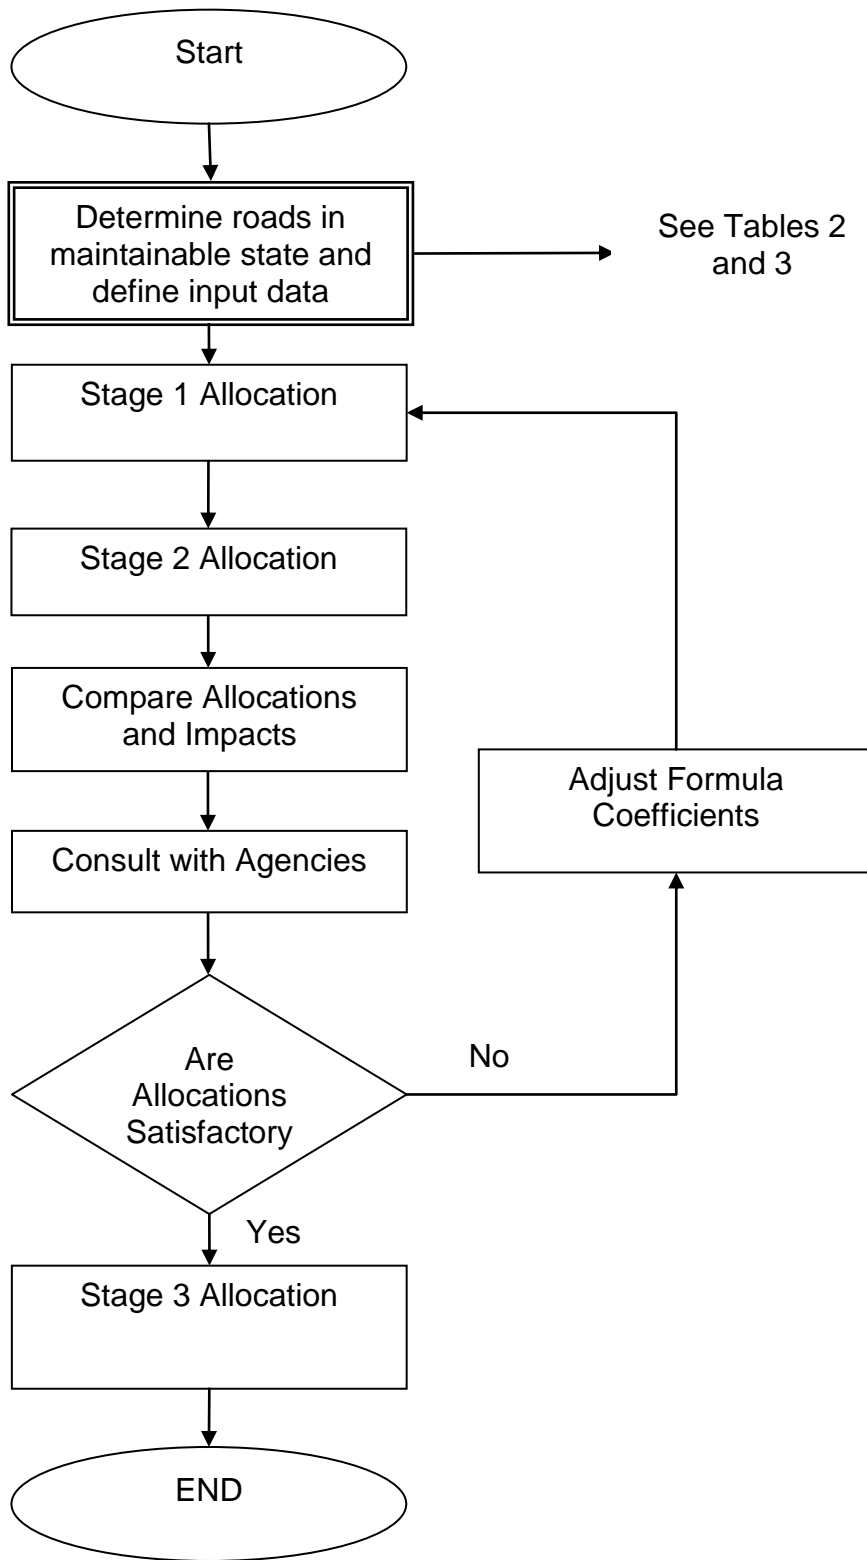 Start
Determine roads in
maintainable state and
define input data
See Tables 2
and 3
Stage 1 Allocation
Stage 2 Allocation
Compare Allocations
and Impacts
Adjust Formula
Coefficients
Consult with Agencies
Are
Allocations
Satisfactory
No
Yes
Stage 3 Allocation
END